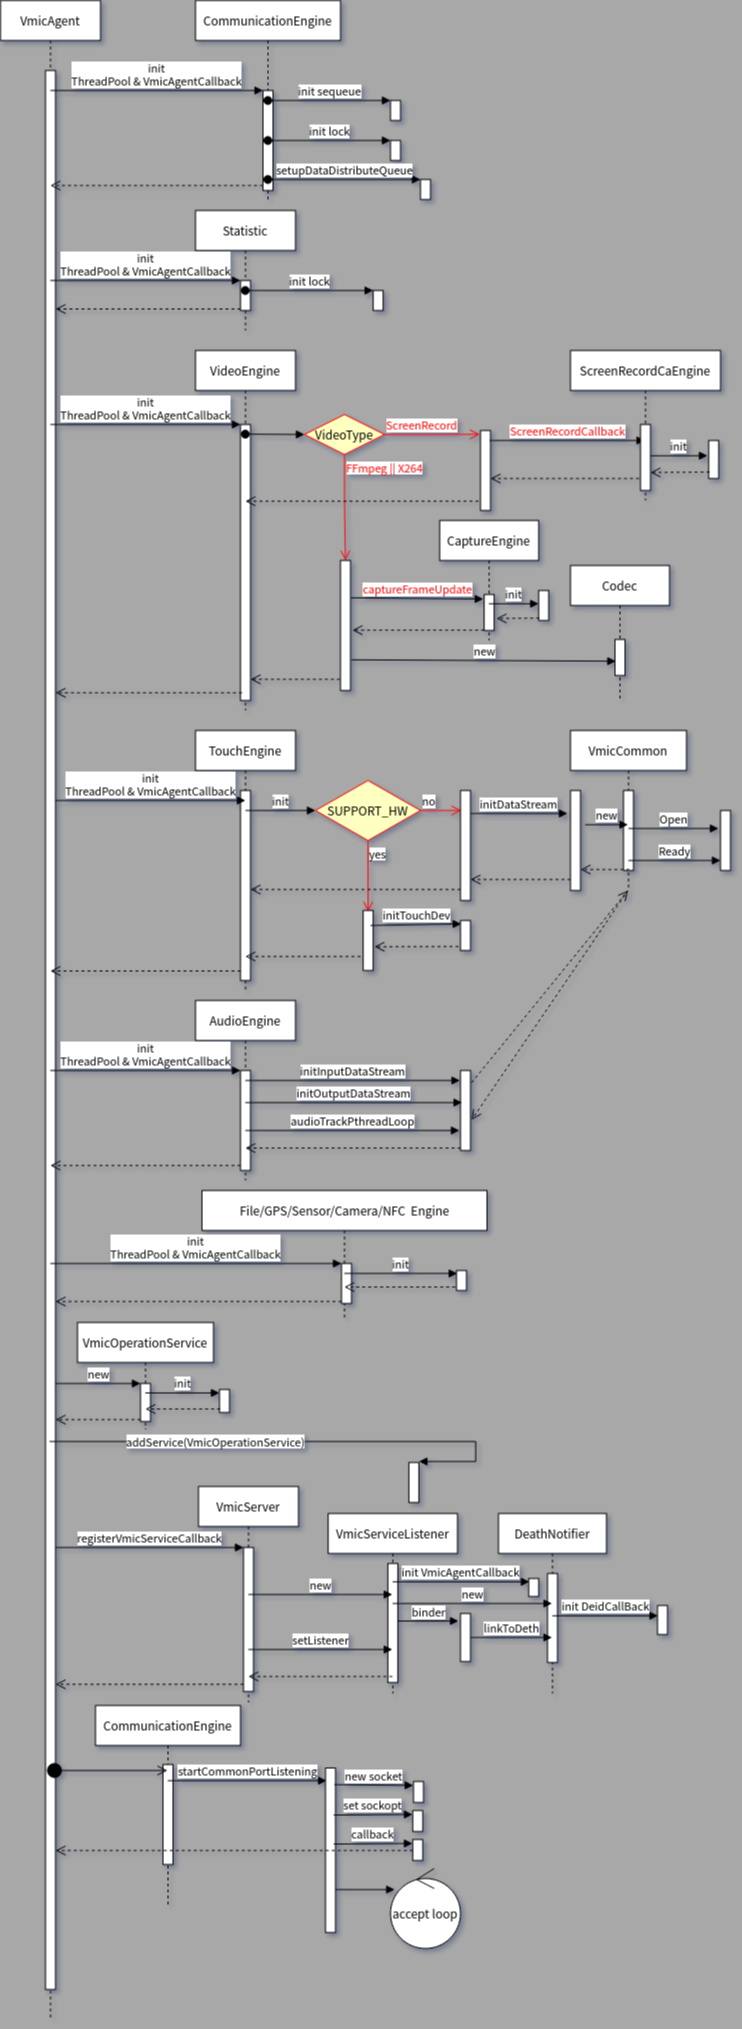 VmicAgent
CommunicationEngine
init
ThreadPool & VmicAgentCallback
init sequeue
init lock
setupDataDistributeQueue
Statistic
init
ThreadPool & VmicAgentCallback
init lock
VideoEngine
ScreenRecordCaEngine
init
ThreadPool & VmicAgentCallback
VideoType
ScreenRecord
ScreenRecordCallback
init
FFmpeg || X264
CaptureEngine
Codec
captureFrameUpdate
init
new
TouchEngine
VmicCommon
init
ThreadPool & VmicAgentCallback
init
SUPPORT_HW
no
initDataStream
new
Open
Ready
yes
initTouchDev
AudioEngine
init
ThreadPool & VmicAgentCallback
initInputDataStream
initOutputDataStream
audioTrackPthreadLoop
File/GPS/Sensor/Camera/NFC Engine
init
ThreadPool & VmicAgentCallback
init
VmicOperationService
new
init
addService(VmicOperationService)
VmicServer
VmicServiceListener
DeathNotifier
registerVmicServiceCallback
init VmicAgentCallback
new
new
init DeidCallBack
binder
linkToDeth
setListener
CommunicationEngine
startCommonPortListening
new socket
set sockopt
callback
accept loop